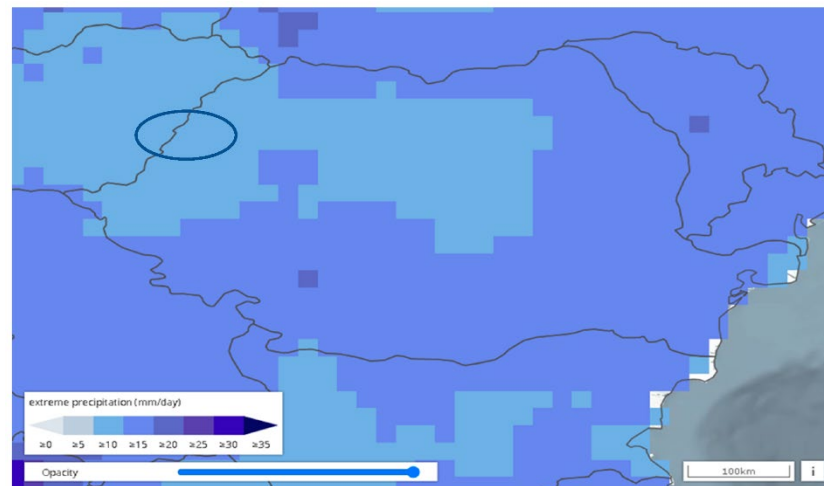 extreme precipitation (mm/day)
≥0 ≥5 ≥10 ≥15 ≥20 ≥25 ≥30 ≥35
Opacity
100km
i